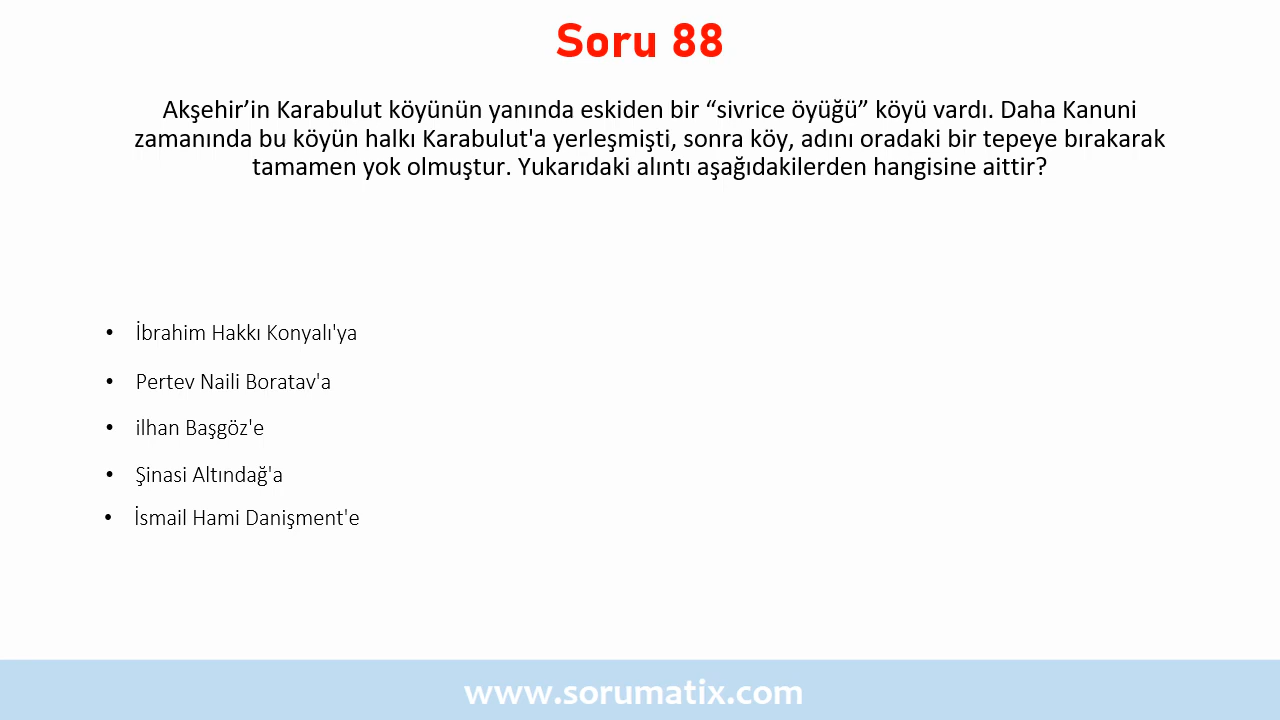 Soru 88
Akşehir’in Karabulut köyünün yanında eskiden bir “sivrice öyüğü” köyü vardı. Daha Kanuni
zamanında bu köyün halkı Karabulut'a yerleşmişti, sonra köy, adını oradaki bir tepeye bırakarak
tamamen yok olmuştur. Yukarıdaki alıntı aşağıdakilerden hangisine aittir?
• İbrahim Hakkı Konyalı'ya
• Pertev Naili Boratav'a
• ilhan Başgöz'e
• Şinasi Altındağ'a
• İsmail Hami Danişment'e
www.sorumatix.com